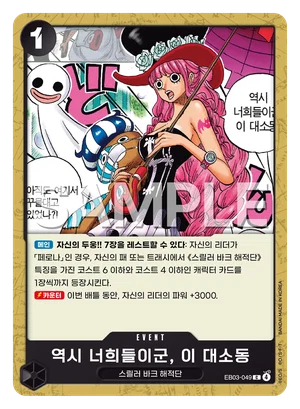 1
역시
너희들이군,
이 대소동
아직도 여기서
꾸물대고
있었나?!
SAMPLE
메인 자신의 두웅!! 7장을 레스트할 수 있다: 자신의 리더가
「페로나」인 경우, 자신의 패 또는 트래시에서 《스릴러 바크 해적단》
특징을 가진 코스트 6 이하와 코스트 4 이하인 캐릭터 카드를
1장씩까지 등장시킨다.
카운터 이번 배틀 동안, 자신의 리더의 파워 +3000.
EVENT
역시 너희들이군, 이 대소동
스릴러 바크 해적단
EB03-049